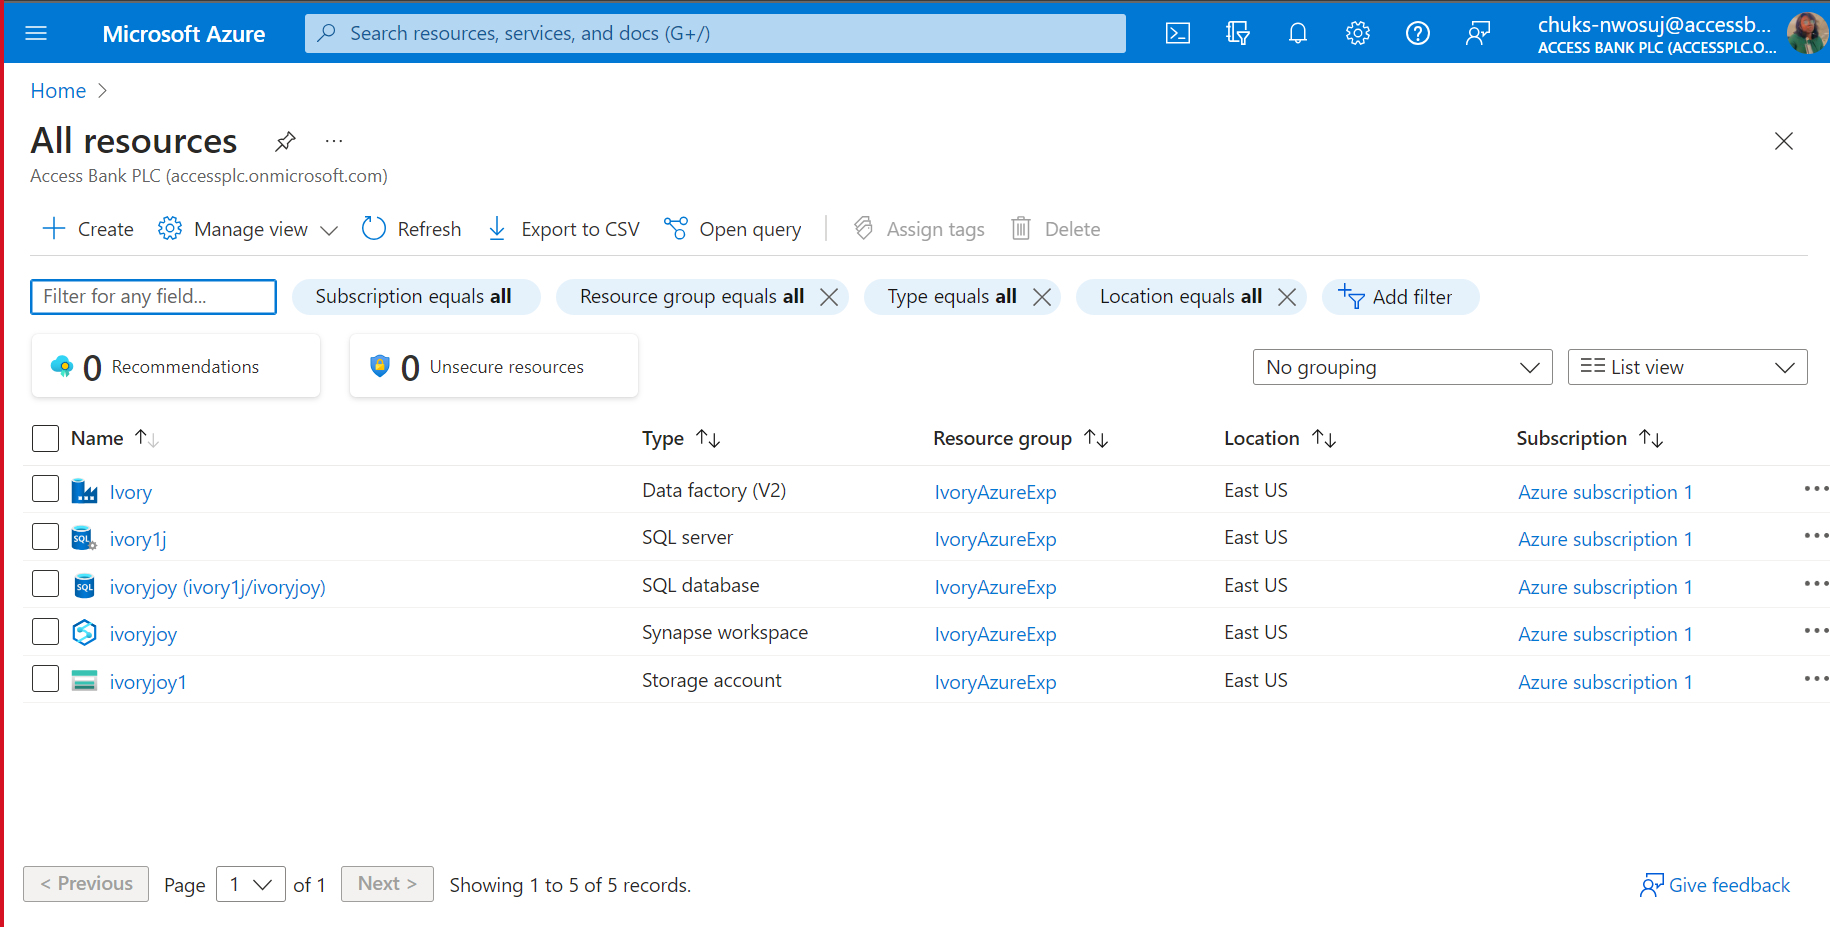 Microsoft Azure
Search resources, services, and docs (G+/)
chuks-nwosuj@accessb...
ACCESS BANK PLC (ACCESSPLC.O...
Home >
All resources
...
Access Bank PLC (accessplc.onmicrosoft.com)
Create Manage view Refresh Export to CSV Open query Assign tags Delete
Filter for any field... Subscription equals all Resource group equals all Type equals all Location equals all Add filter
0 Recommendations 0 Unsecure resources No grouping List view
Name Type Resource group Location Subscription
Ivory Data factory (V2) IvoryAzureExp East US Azure subscription 1 ...
ivory1j SQL server IvoryAzureExp East US Azure subscription 1 ...
ivoryjoy (ivory1j/ivoryjoy) SQL database IvoryAzureExp East US Azure subscription 1 ...
ivoryjoy Synapse workspace IvoryAzureExp East US Azure subscription 1 ...
ivoryjoy1 Storage account IvoryAzureExp East US Azure subscription 1 ...
< Previous Page 1 of 1 Next > Showing 1 to 5 of 5 records. Give feedback